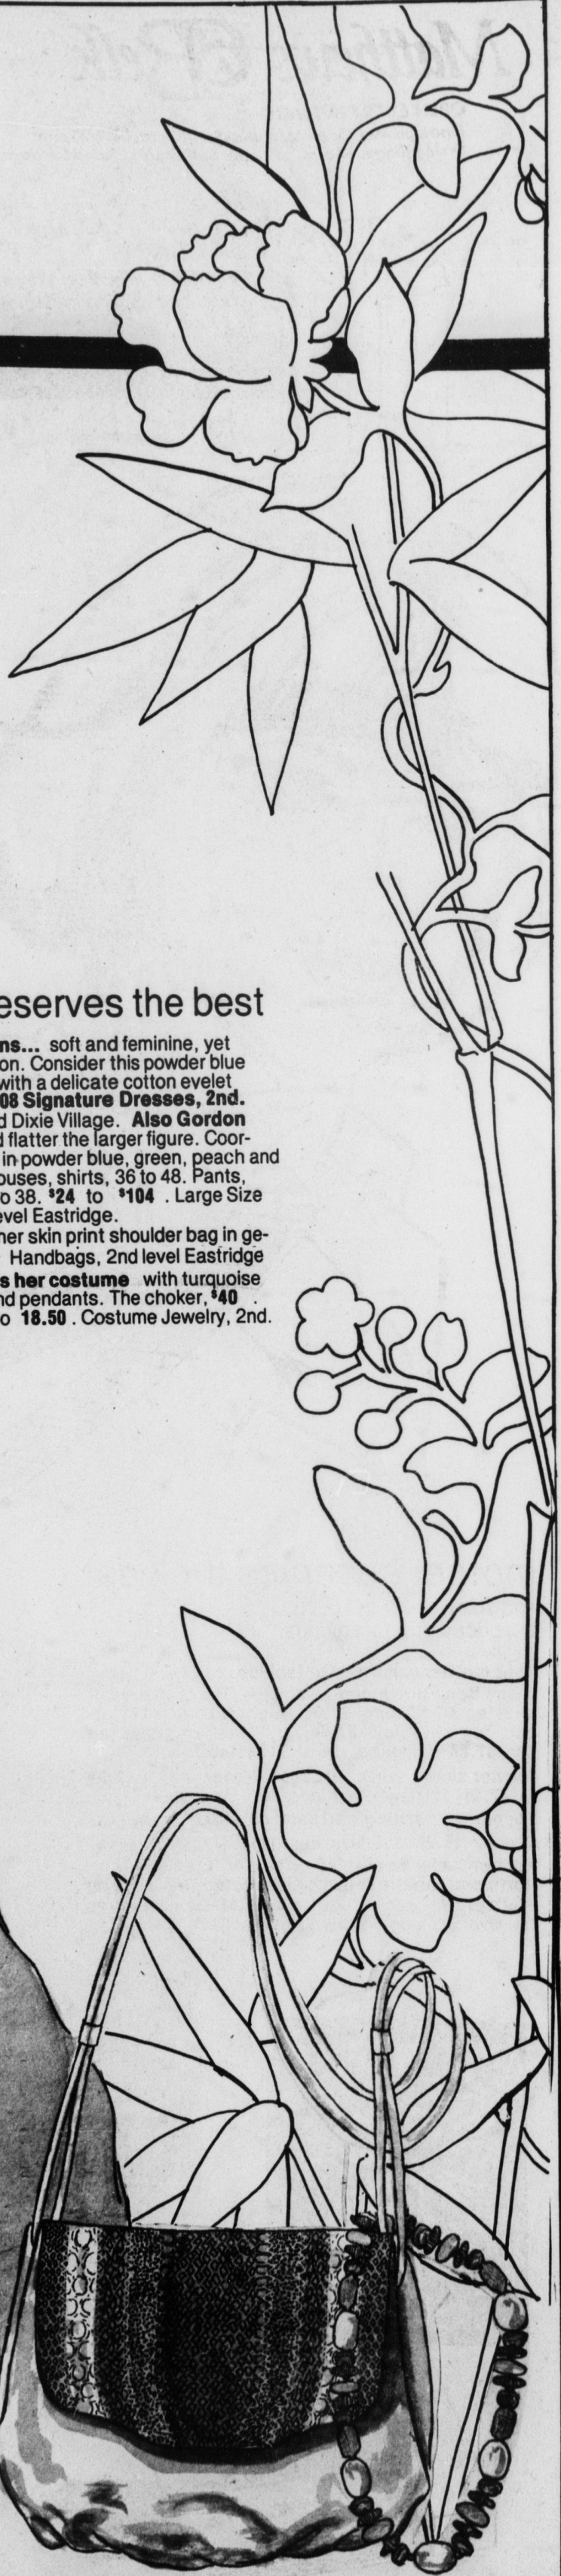 eserves the best
ns... soft and feminine, yet
on. Consider this powder blue
with a delicate cotton evelet
08 Signature Dresses, 2nd.
d Dixie Village. Also Gordon
d flatter the larger figure. Coor-
in powder blue, green, peach and
ouses, shirts, 36 to 48. Pants,
o 38. $24 to $104 . Large Size
evel Eastridge.
her skin print shoulder bag in ge-
Handbags, 2nd level Eastridge
s her costume with turquoise
nd pendants. The choker, $40 .
o 18.50 . Costume Jewelry, 2nd.